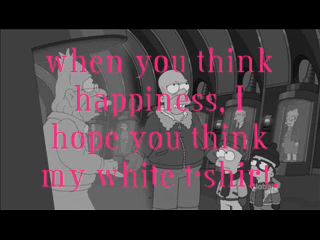 when you think
happiness, I
hope you think
my white t-shirt.